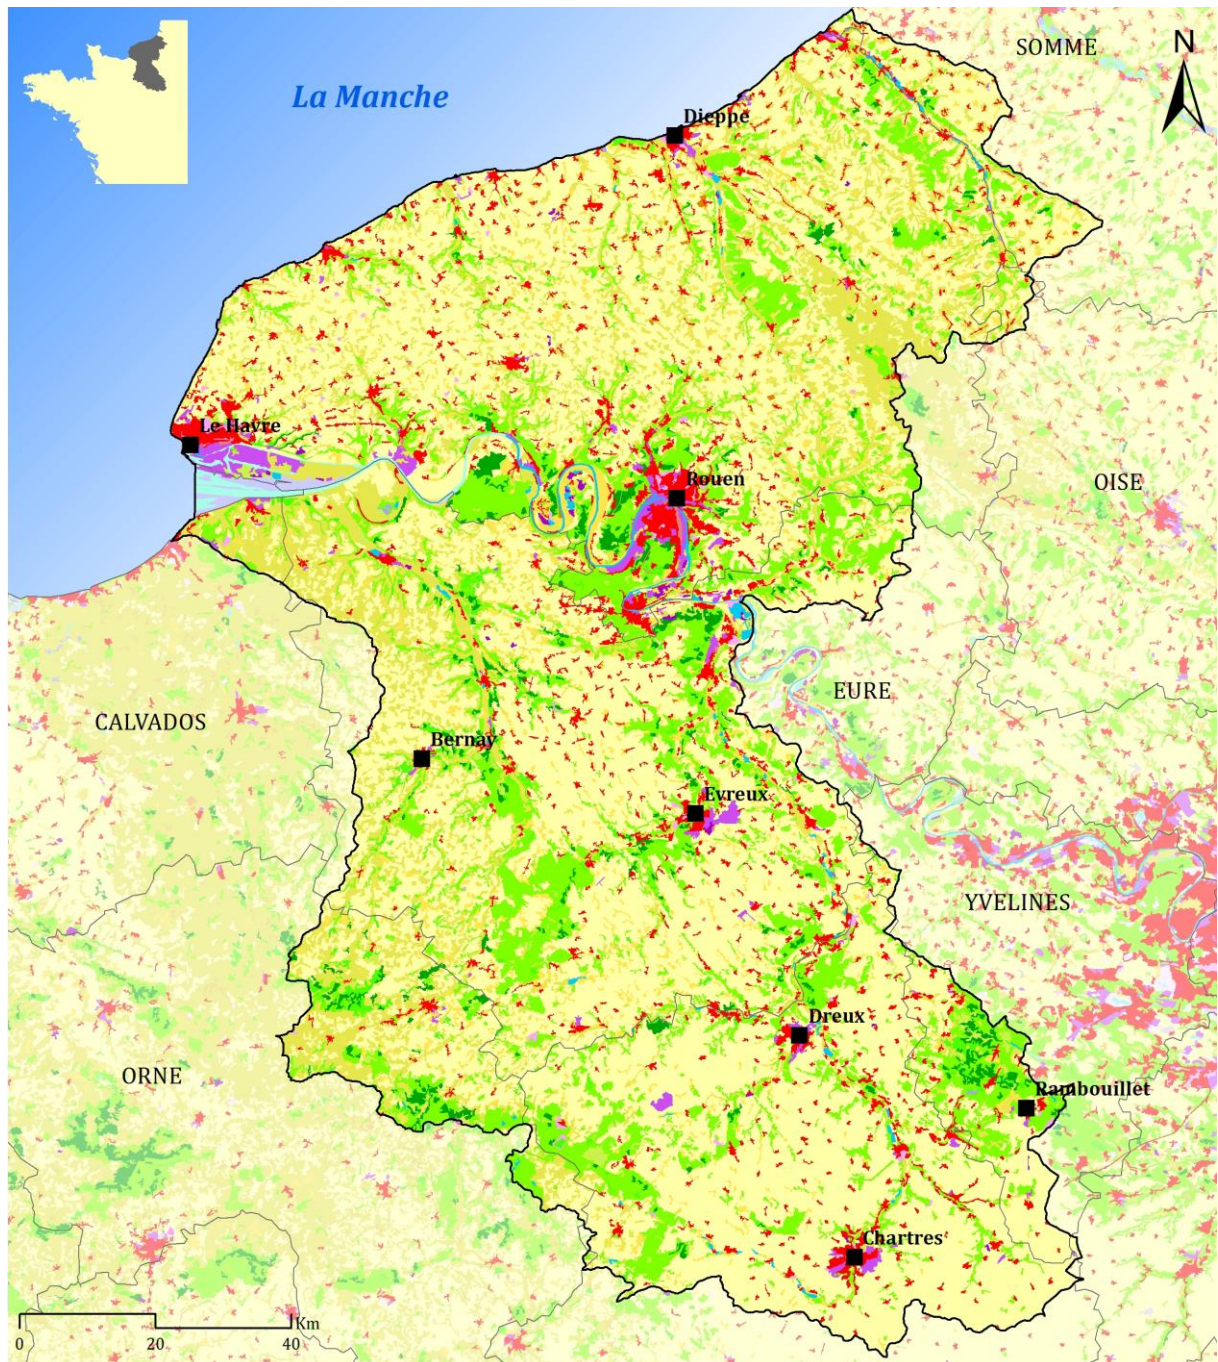 SOMME
N
La Manche
Dieppe
Le Havre
Rouen
OISE
EURE
CALVADOS
Bernay
Evreux
YVELINES
Dreux
ORNE
Rambouillet
Chartres
Km
0 20 40